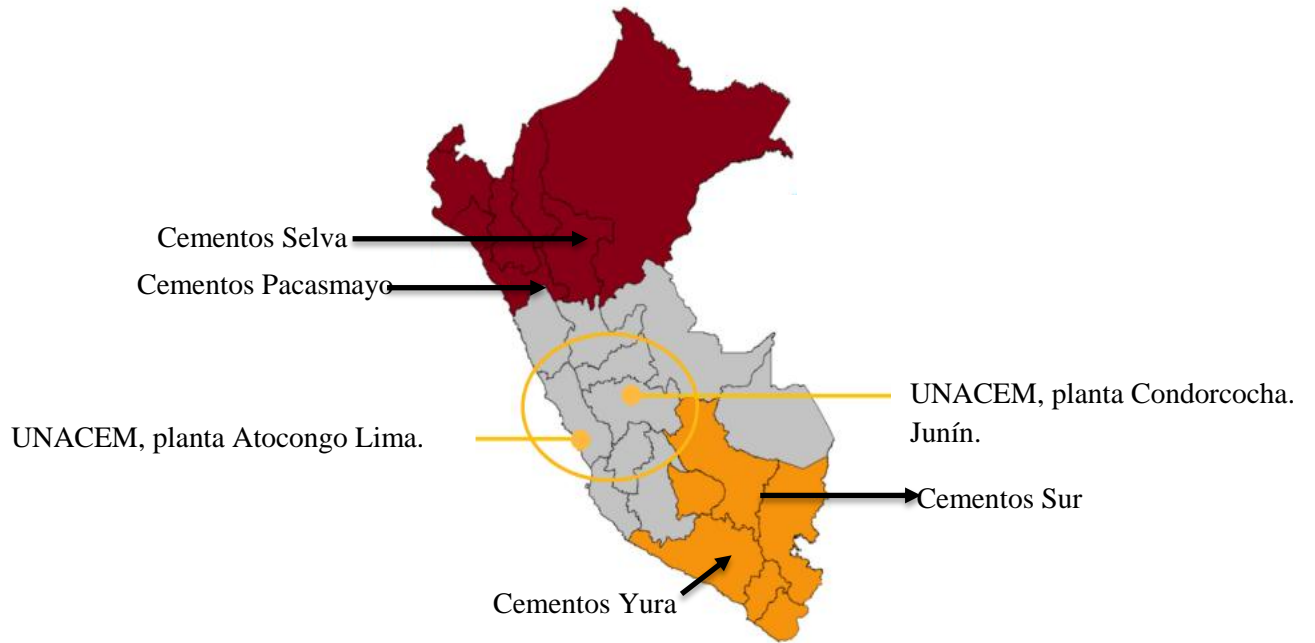 Cementos Selva
Cementos Pacasmayo
UNACEM, planta Condorcocha.
Junín.
UNACEM, planta Atocongo Lima.
Cementos Sur
Cementos Yura